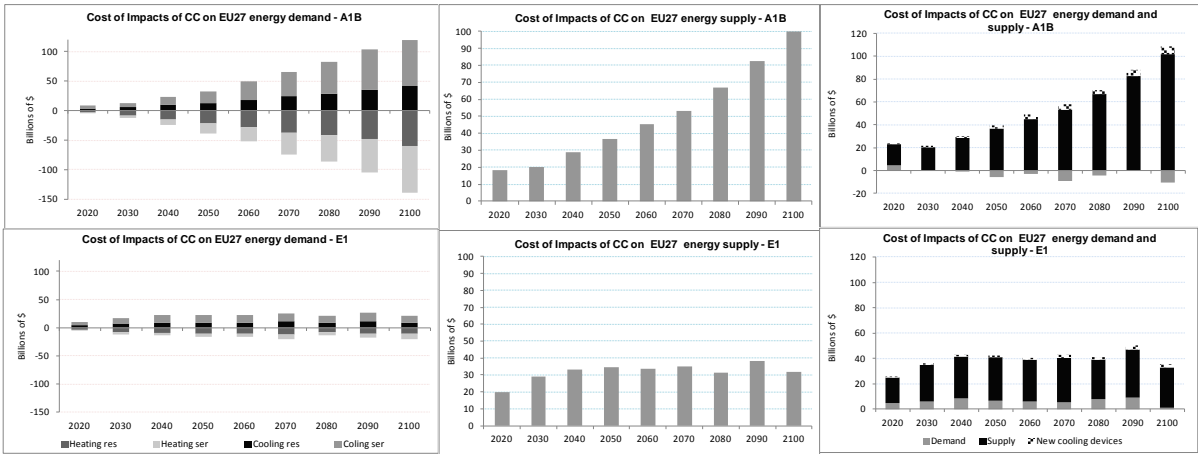 Cost of Impacts of CC on EU27 energy demand - A1B
Billions of $
100
50
0
-50
-100
-150
2020 2030 2040 2050 2060 2070 2080 2090 2100
Cost of Impacts of CC on EU27 energy supply - A1B
Billions of $
100
90
80
70
60
50
40
30
20
10
0
2020 2030 2040 2050 2060 2070 2080 2090 2100
Cost of Impacts of CC on EU27 energy demand and
supply - A1B
Billions of $
120
100
80
60
40
20
0
-20
2020 2030 2040 2050 2060 2070 2080 2090 2100
Cost of Impacts of CC on EU27 energy demand - E1
Billions of $
100
50
0
-50
-100
-150
2020 2030 2040 2050 2060 2070 2080 2090 2100
Heating res Heating ser Cooling res Coling ser
Cost of Impacts of CC on EU27 energy supply - E1
Billions of $
100
90
80
70
60
50
40
30
20
10
0
2020 2030 2040 2050 2060 2070 2080 2090 2100
Cost of Impacts of CC on EU27 energy demand and
supply - E1
Billions of $
120
100
80
60
40
20
0
2020 2030 2040 2050 2060 2070 2080 2090 2100
Demand Supply New cooling devices